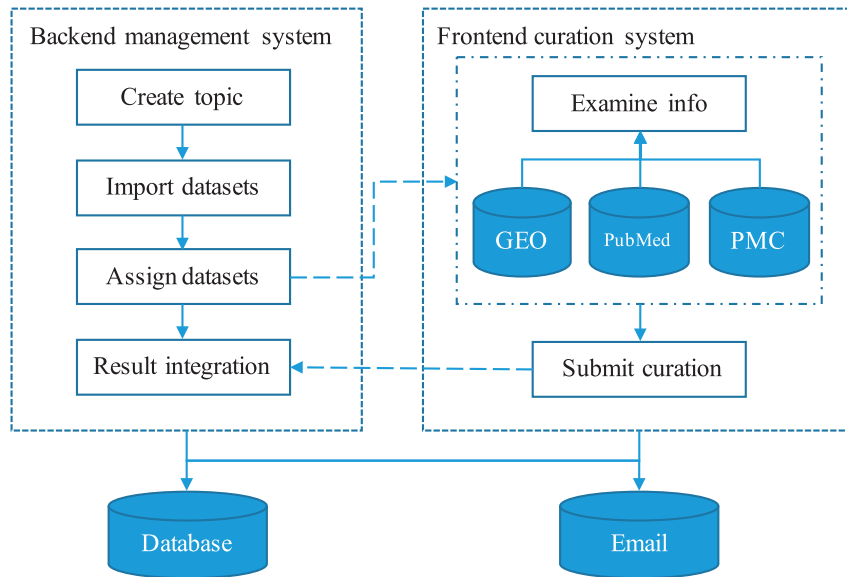 Backend management system
Create topic
Import datasets
Assign datasets
Result integration
Frontend curation system
Examine info
GEO
PubMed
PMC
Submit curation
Database
Email